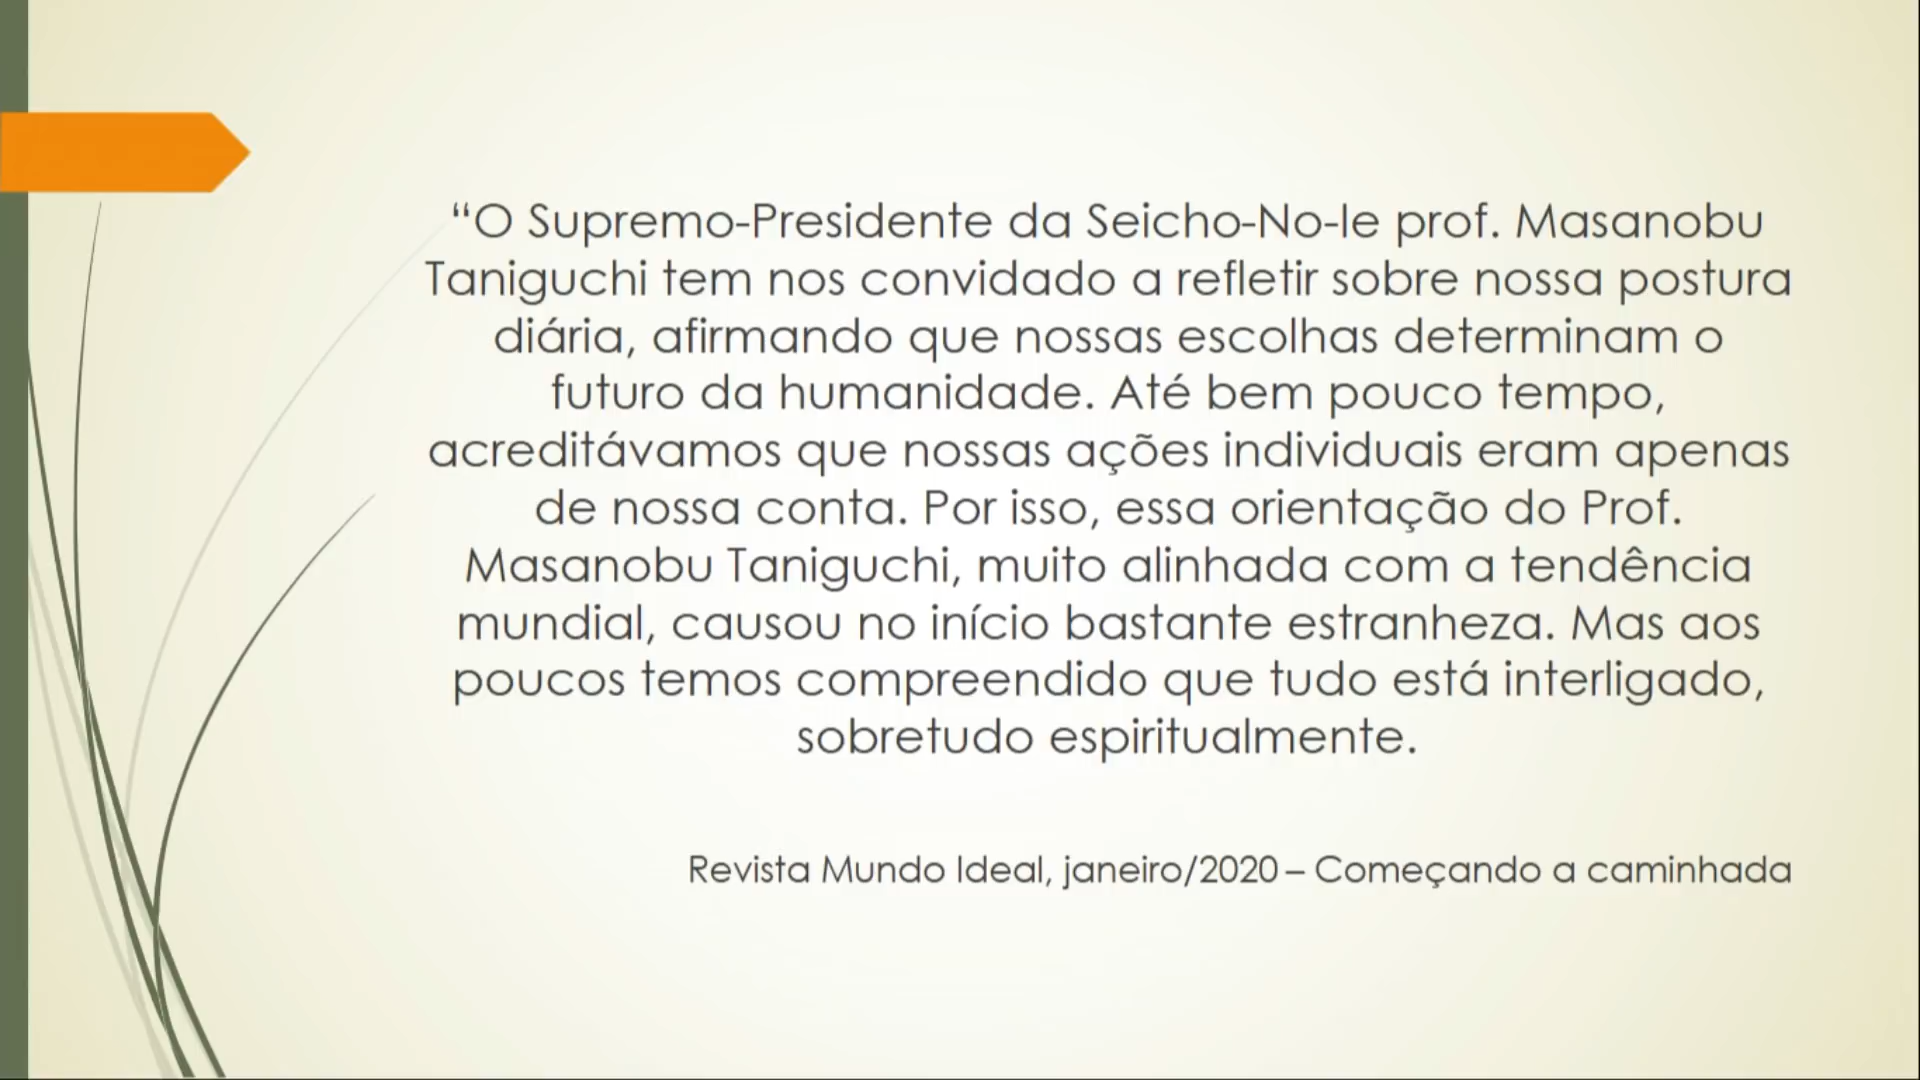 “O Supremo-Presidente da Seicho-No-Ie prof. Masanobu
Taniguchi tem nos convidado a refletir sobre nossa postura
diária, afirmando que nossas escolhas determinam o
futuro da humanidade. Até bem pouco tempo,
acreditávamos que nossas ações individuais eram apenas
de nossa conta. Por isso, essa orientação do Prof.
Masanobu Taniguchi, muito alinhada com a tendência
mundial, causou no início bastante estranheza. Mas aos
poucos temos compreendido que tudo está interligado,
sobretudo espiritualmente.
Revista Mundo Ideal, janeiro/2020 – Começando a caminhada